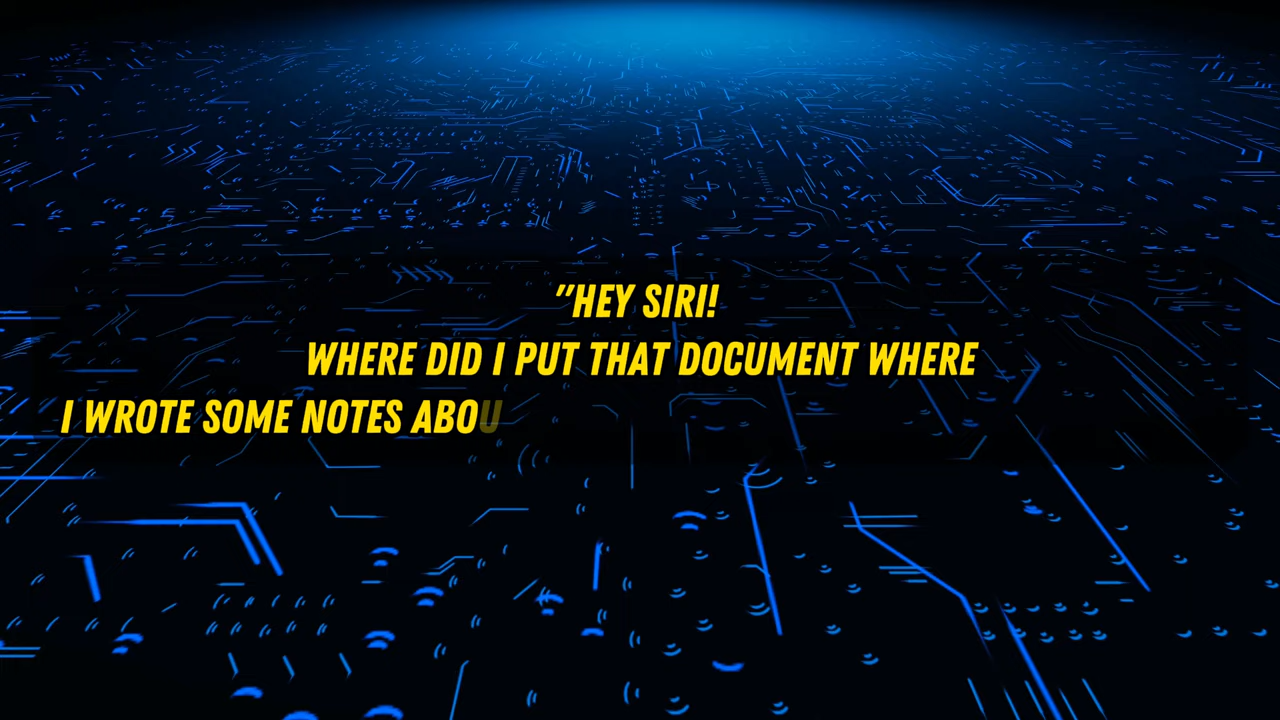 "HEY SIRI!
WHERE DID I PUT THAT DOCUMENT WHERE
I WROTE SOME NOTES ABOU